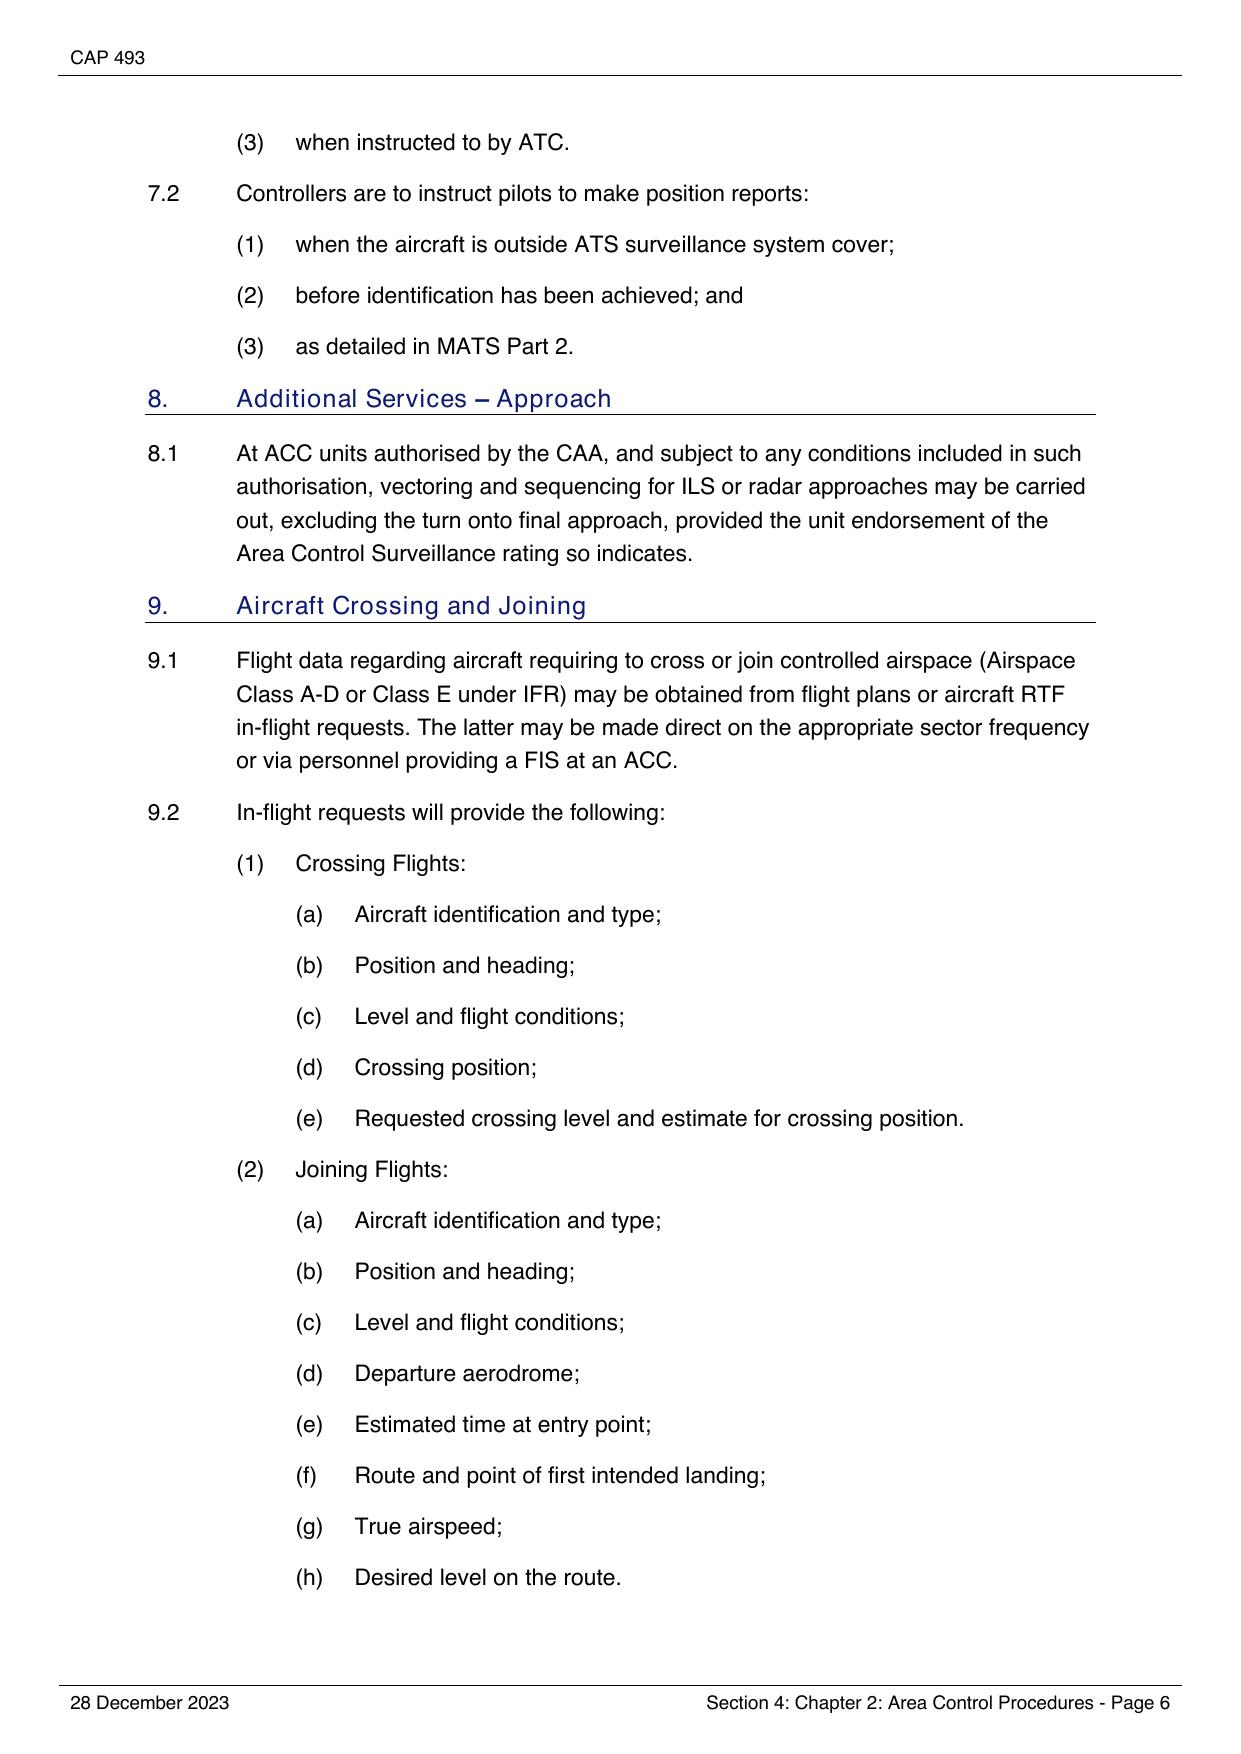 CAP 493
(3) when instructed to by ATC.
7.2 Controllers are to instruct pilots to make position reports:
(1) when the aircraft is outside ATS surveillance system cover;
(2) before identification has been achieved; and
(3) as detailed in MATS Part 2.
8. Additional Services – Approach
8.1 At ACC units authorised by the CAA, and subject to any conditions included in such
authorisation, vectoring and sequencing for ILS or radar approaches may be carried
out, excluding the turn onto final approach, provided the unit endorsement of the
Area Control Surveillance rating so indicates.
9. Aircraft Crossing and Joining
9.1 Flight data regarding aircraft requiring to cross or join controlled airspace (Airspace
Class A-D or Class E under IFR) may be obtained from flight plans or aircraft RTF
in-flight requests. The latter may be made direct on the appropriate sector frequency
or via personnel providing a FIS at an ACC.
9.2 In-flight requests will provide the following:
(1) Crossing Flights:
(a) Aircraft identification and type;
(b) Position and heading;
(c) Level and flight conditions;
(d) Crossing position;
(e) Requested crossing level and estimate for crossing position.
(2) Joining Flights:
(a) Aircraft identification and type;
(b) Position and heading;
(c) Level and flight conditions;
(d) Departure aerodrome;
(e) Estimated time at entry point;
(f) Route and point of first intended landing;
(g) True airspeed;
(h) Desired level on the route.
28 December 2023 Section 4: Chapter 2: Area Control Procedures - Page 6